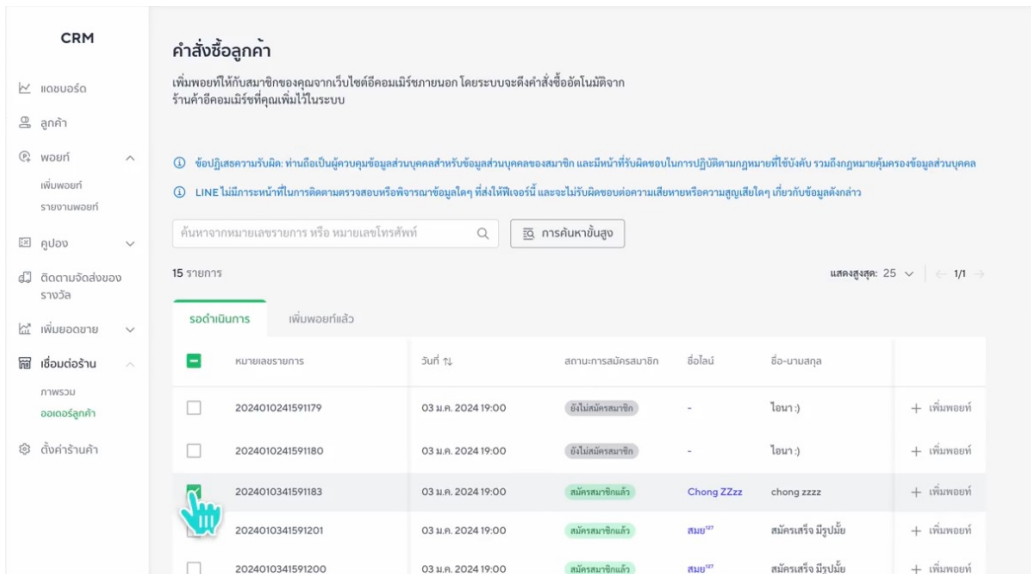 CRM
แดชบอร์ด
ลูกค้า
พอยท์
เพิ่มพอยท์
รายงานพอยท์
คูปอง
ติดตามจัดส่งของ
รางวัล
เพิ่มยอดขาย
เชื่อมต่อร้าน
ภาพรวม
ออเดอร์ลูกค้า
ตั้งค่าร้านค้า
คำสั่งซื้อลูกค้า
เพิ่มพอยท์ให้กับสมาชิกของคุณจากเว็บไซต์อีคอมเมิร์ซภายนอก โดยระบบจะดึงคำสั่งซื้ออัตโนมัติจาก
ร้านค้าอีคอมเมิร์ซที่คุณเพิ่มไว้ในระบบ
ข้อปฏิเสธความรับผิด: ท่านถือเป็นผู้ควบคุมข้อมูลส่วนบุคคลสำหรับข้อมูลส่วนบุคคลของสมาชิก และมีหน้าที่รับผิดชอบในการปฏิบัติตามกฎหมายที่ใช้บังคับ รวมถึงกฎหมายคุ้มครองข้อมูลส่วนบุคคล
LINE ไม่มีภาระหน้าที่ในการติดตามตรวจสอบหรือพิจารณาข้อมูลใดๆ ที่ส่งให้ฟีเจอร์นี้ และจะไม่รับผิดชอบต่อความเสียหายหรือความสูญเสียใดๆ เกี่ยวกับข้อมูลดังกล่าว
ค้นหาจากหมายเลขรายการ หรือ หมายเลขโทรศัพท์
การค้นหาขั้นสูง
15 รายการ
แสดงสูงสุด: 25 1/1
รอดำเนินการ เพิ่มพอยท์แล้ว
หมายเลขรายการ วันที่ สถานะการสมัครสมาชิก ชื่อไลน์ ชื่อ-นามสกุล
2024010241591179 03 ม.ค. 2024 19:00 ยังไม่สมัครสมาชิก - ไอนา :) + เพิ่มพอยท์
2024010241591180 03 ม.ค. 2024 19:00 ยังไม่สมัครสมาชิก - ไอนา :) + เพิ่มพอยท์
2024010341591183 03 ม.ค. 2024 19:00 สมัครสมาชิกแล้ว Chong ZZzz chong zzzz + เพิ่มพอยท์
2024010341591201 03 ม.ค. 2024 19:00 สมัครสมาชิกแล้ว สมย¹²⁷ สมัครเสร็จ มีรูปมั้ย + เพิ่มพอยท์
2024010341591200 03 ม.ค. 2024 19:00 สมัครสมาชิกแล้ว สมย¹²⁷ สมัครเสร็จ มีรูปมั้ย + เพิ่มพอยท์